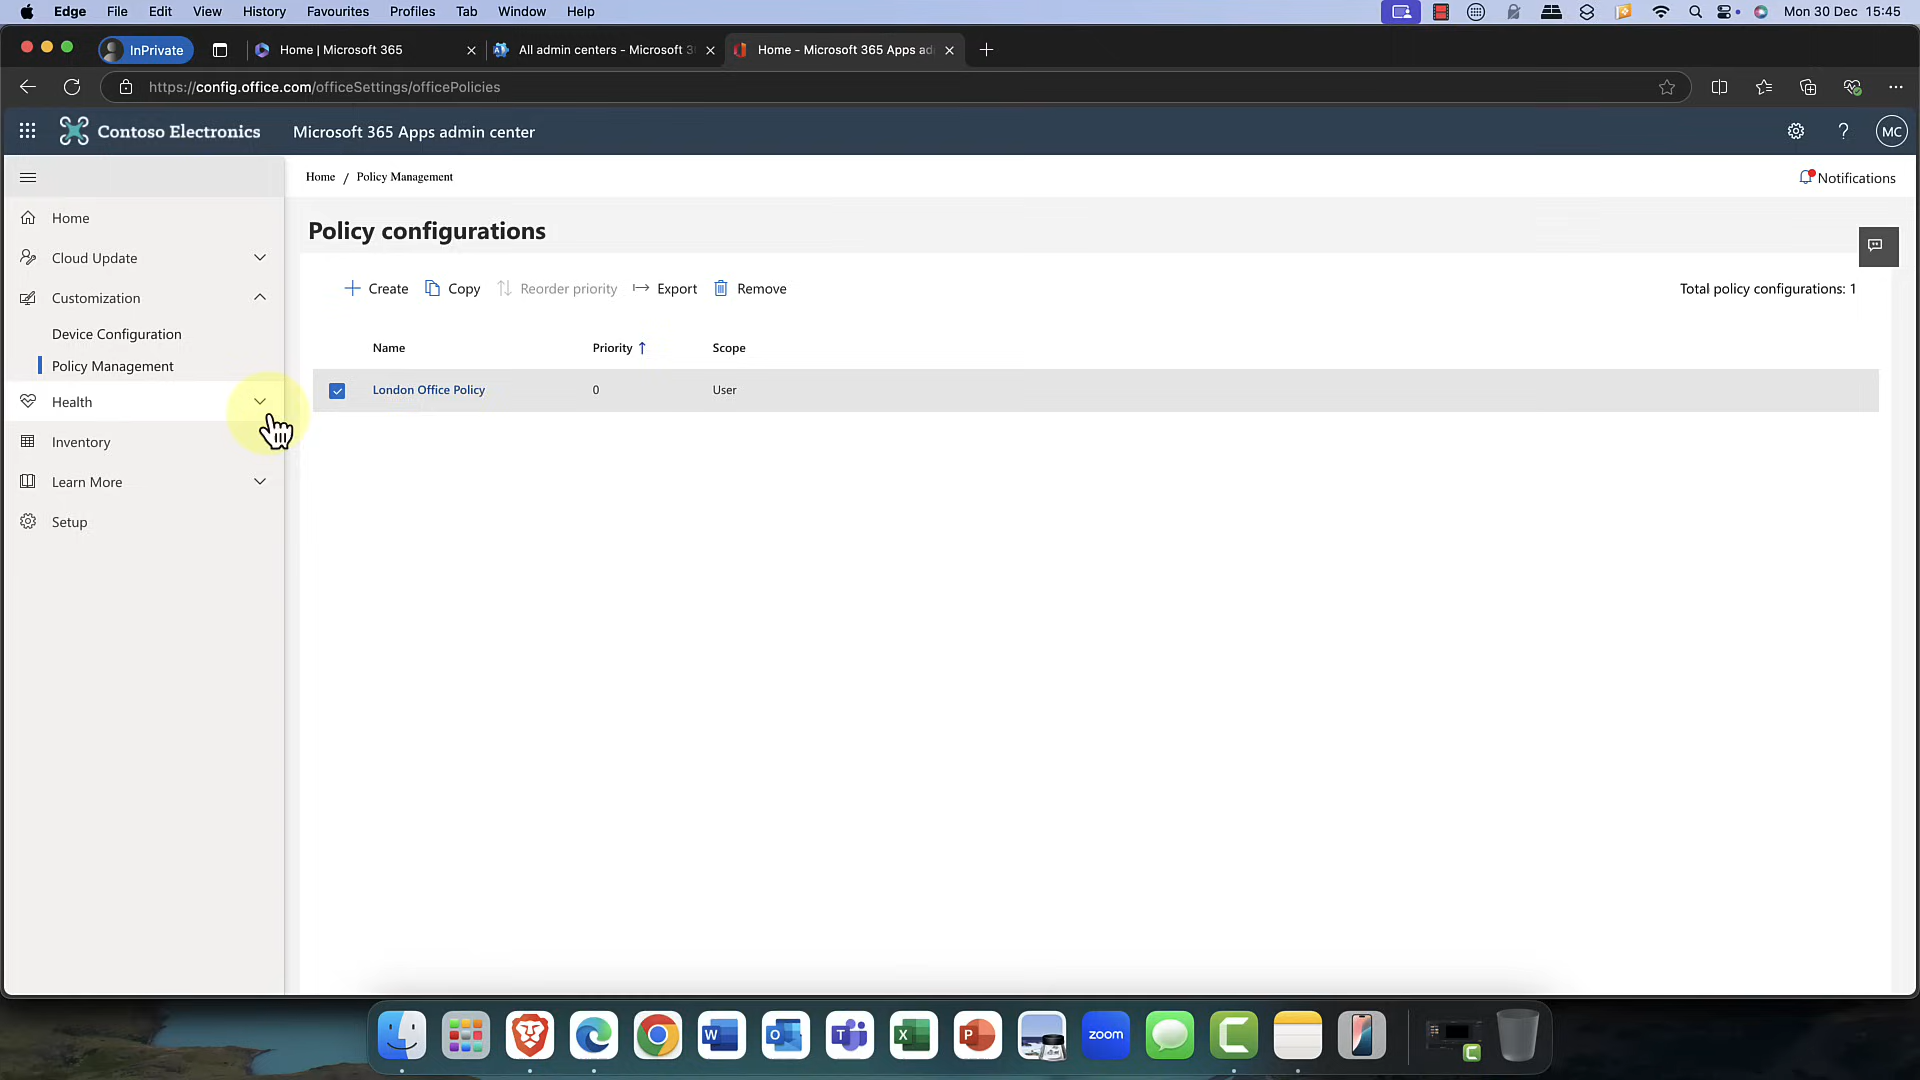 Edge File Edit View History Favourites Profiles Tab Window Help Mon 30 Dec 15:45
InPrivate Home | Microsoft 365 All admin centers - Microsoft 3 Home - Microsoft 365 Apps ad
https://config.office.com/officeSettings/officePolicies
Contoso Electronics Microsoft 365 Apps admin center ? MC
Home / Policy Management Notifications
Home
Cloud Update
Customization
Device Configuration
Policy Management
Health
Inventory
Learn More
Setup
Policy configurations
Create Copy Reorder priority Export Remove Total policy configurations: 1
Name Priority Scope
London Office Policy 0 User
zoom